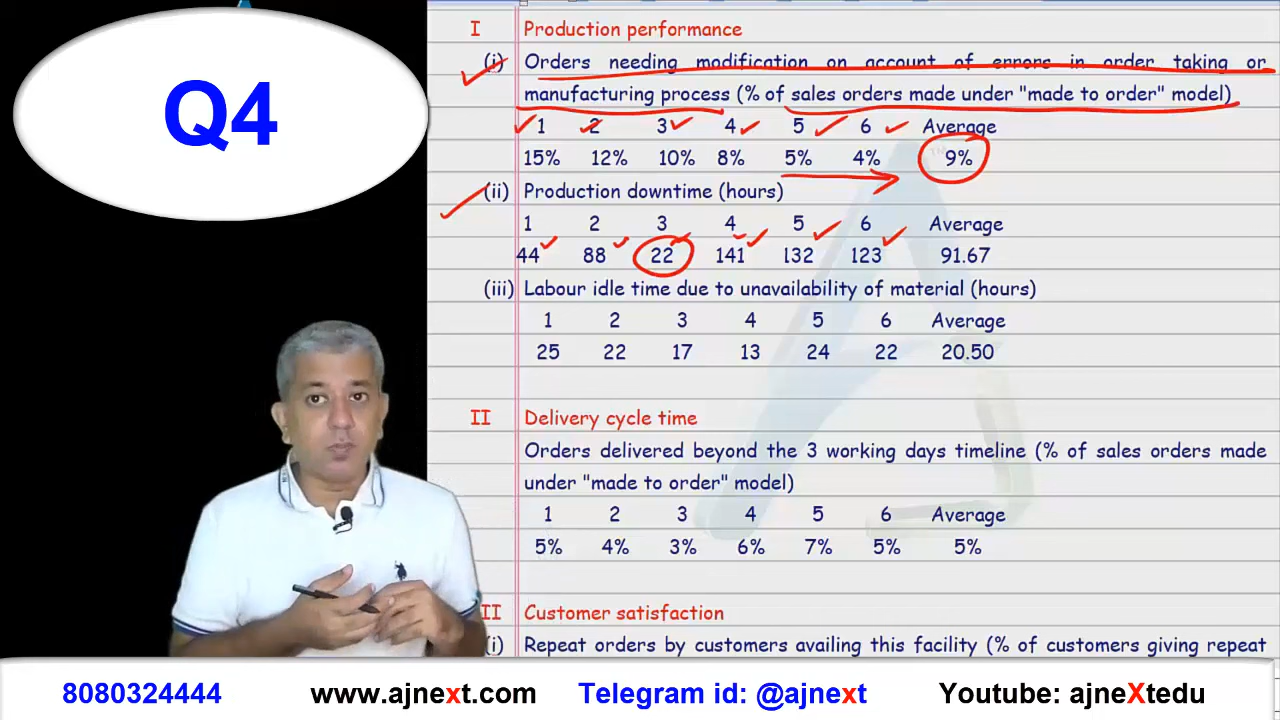 Q4
I Production performance
(i) Orders needing modification on account of errors in order taking or
manufacturing process (% of sales orders made under "made to order" model)
1 2 3 4 5 6 Average
15% 12% 10% 8% 5% 4% 9%
(ii) Production downtime (hours)
1 2 3 4 5 6 Average
44 88 22 141 132 123 91.67
(iii) Labour idle time due to unavailability of material (hours)
1 2 3 4 5 6 Average
25 22 17 13 24 22 20.50
II Delivery cycle time
Orders delivered beyond the 3 working days timeline (% of sales orders made
under "made to order" model)
1 2 3 4 5 6 Average
5% 4% 3% 6% 7% 5% 5%
II Customer satisfaction
(i) Repeat orders by customers availing this facility (% of customers giving repeat
8080324444 www.ajnext.com Telegram id: @ajnext Youtube: ajneXtedu